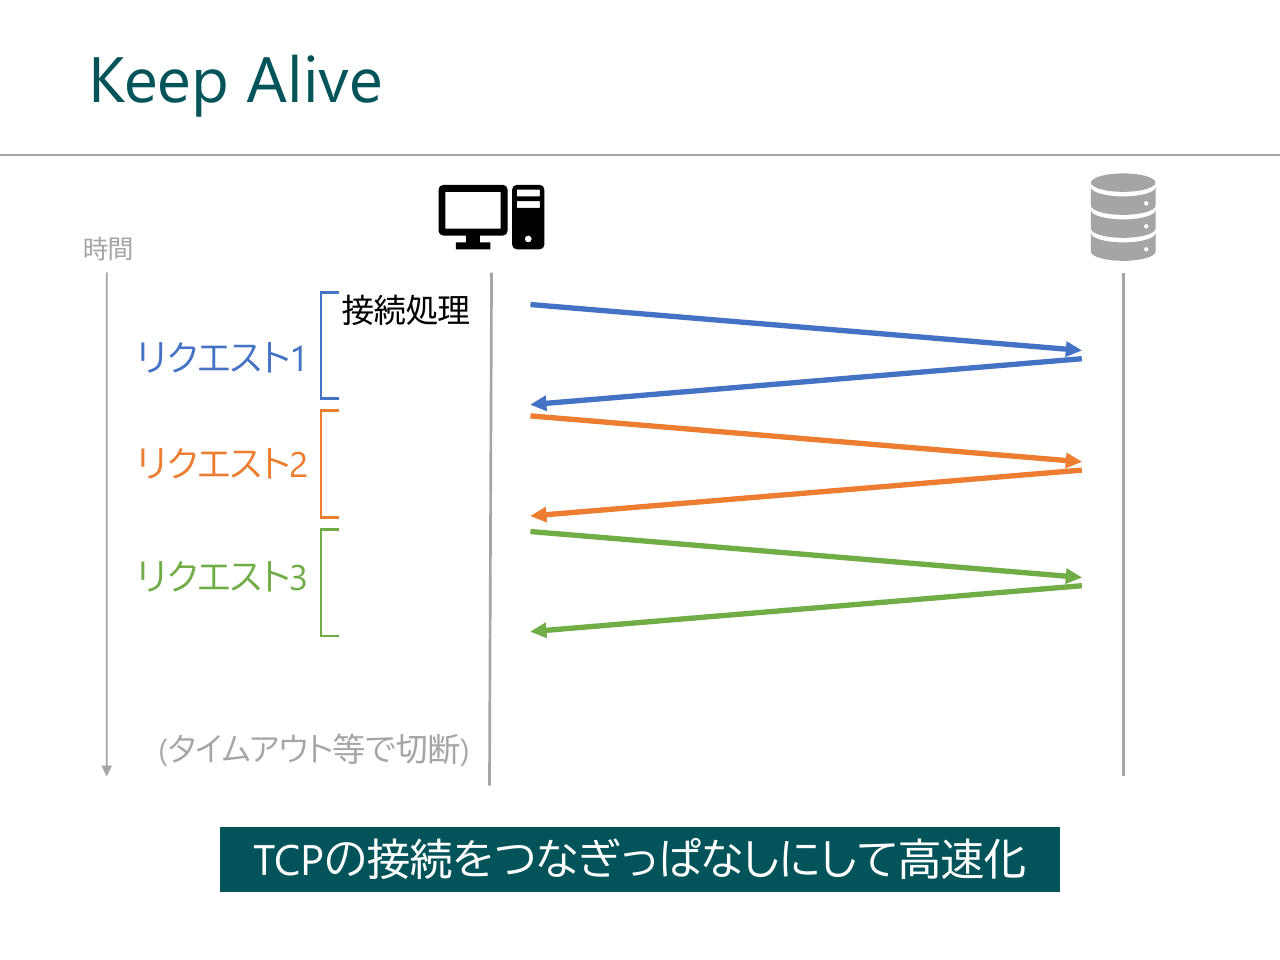 Keep Alive
時間
接続処理
リクエスト1
リクエスト2
リクエスト3
(タイムアウト等で切断)
TCPの接続をつなぎっぱなしにして高速化